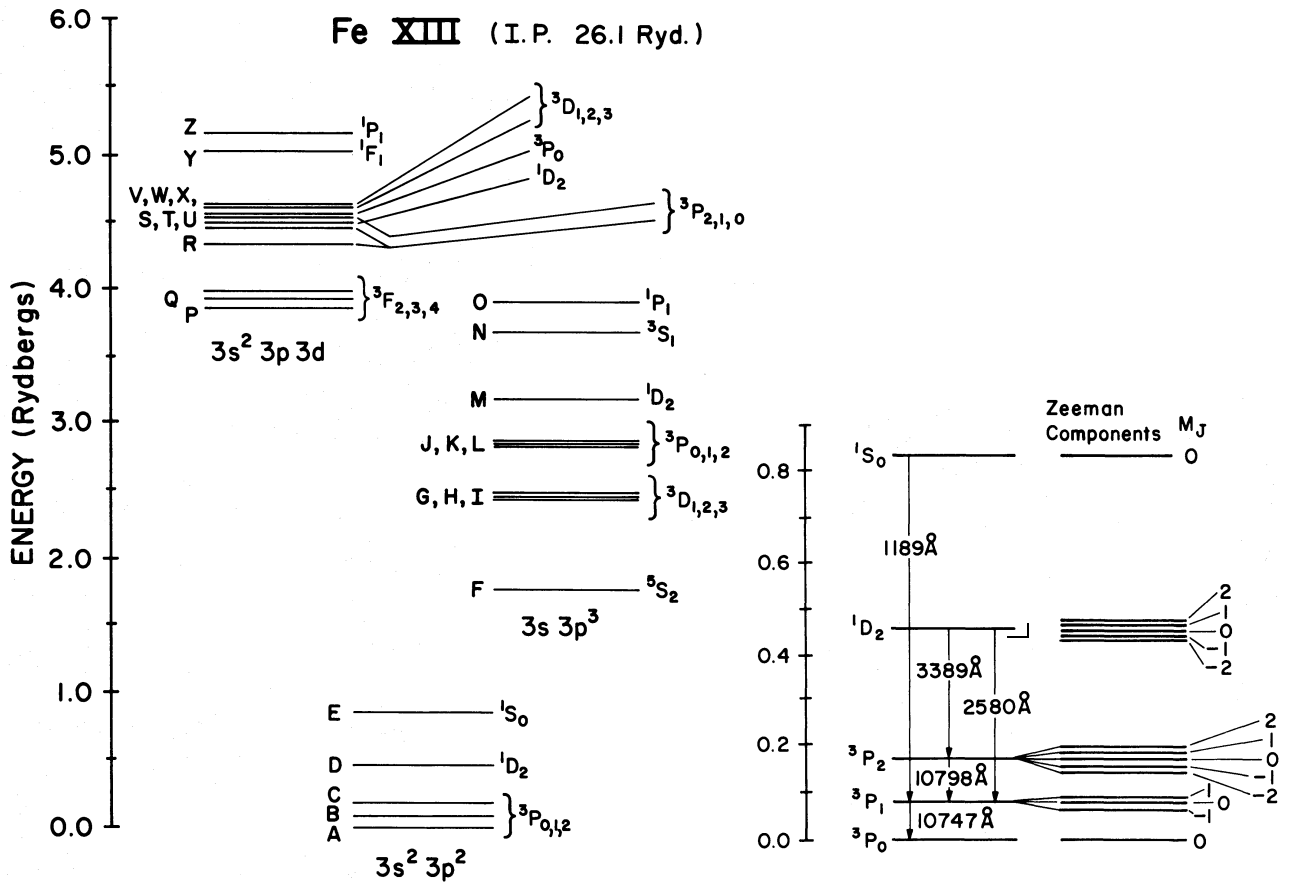 Fe XIII (I.P. 26.1 Ryd.)
ENERGY (Rydbergs)
6.0
5.0
4.0
3.0
2.0
1.0
0.0
Z ¹P₁
Y ¹F₁
V, W, X,
S, T, U
R
³D₁,₂,₃
³P₀
¹D₂
³P₂,₁,₀
Q
P
³F₂,₃,₄
3s² 3p 3d
O ¹P₁
N ³S₁
M ¹D₂
J, K, L ³P₀,₁,₂
G, H, I ³D₁,₂,₃
F ⁵S₂
3s 3p³
E ¹S₀
D ¹D₂
C
B
A
³P₀,₁,₂
3s² 3p²
Zeeman
Components
M_J
0.8
0.6
0.4
0.2
0.0
¹S₀ 0
1189Å
¹D₂
2
1
0
-1
-2
3389Å
2580Å
³P₂
2
1
0
-1
-2
10798Å
³P₁
1
0
-1
10747Å
³P₀ 0